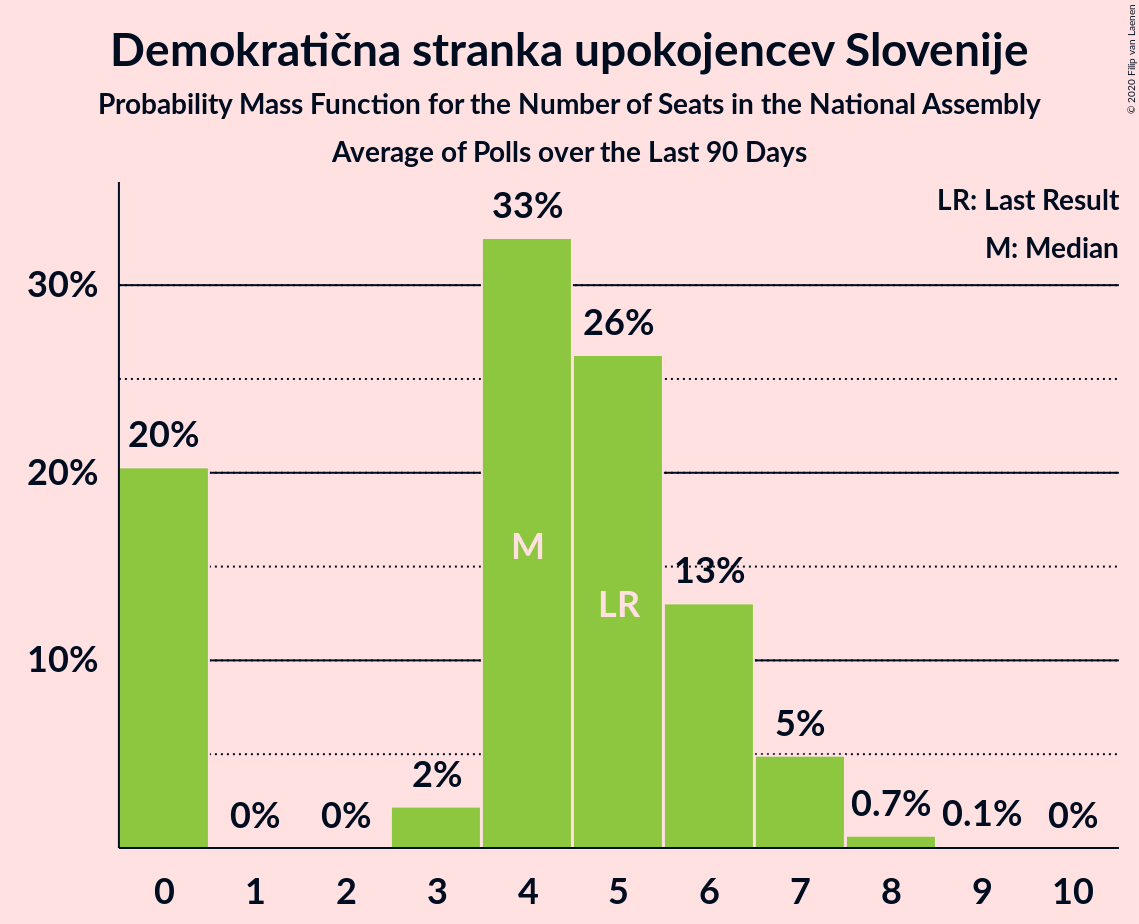 Demokratična stranka upokojencev Slovenije
Probability Mass Function for the Number of Seats in the National Assembly
Average of Polls over the Last 90 Days
© 2020 Filip van Laenen
LR: Last Result
M: Median
33%
30%
26%
20%
20%
M
13%
LR
10%
5%
2%
0%
0%
0.7%
0.1%
0%
0 1 2 3 4 5 6 7 8 9 10